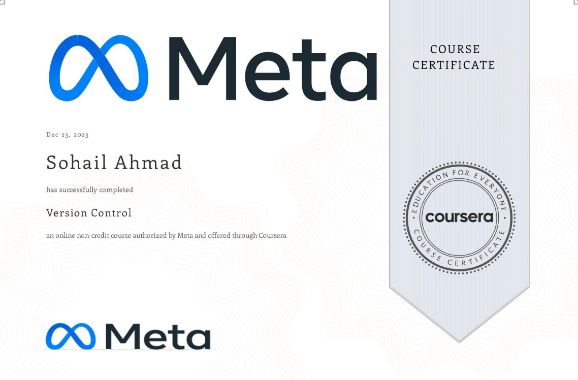 Meta
COURSE
CERTIFICATE
Dec 23, 2023
Sohail Ahmad
has successfully completed
Version Control
an online non-credit course authorized by Meta and offered through Coursera
EDUCATION FOR EVERYONE
coursera
COURSE CERTIFICATE
Meta